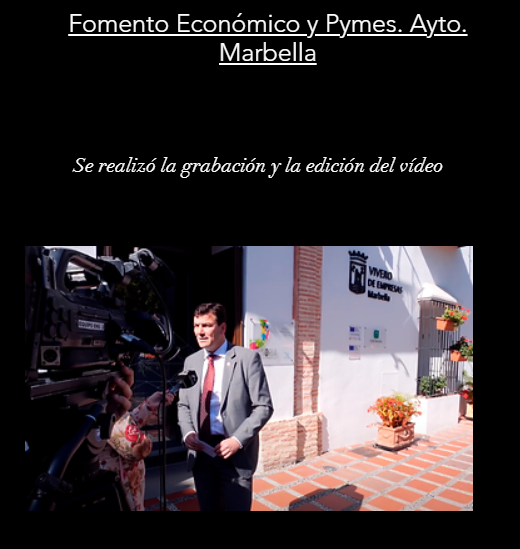 Fomento Económico y Pymes. Ayto.
Marbella
Se realizó la grabación y la edición del vídeo
VIVERO
DE EMPRESAS
Marbella